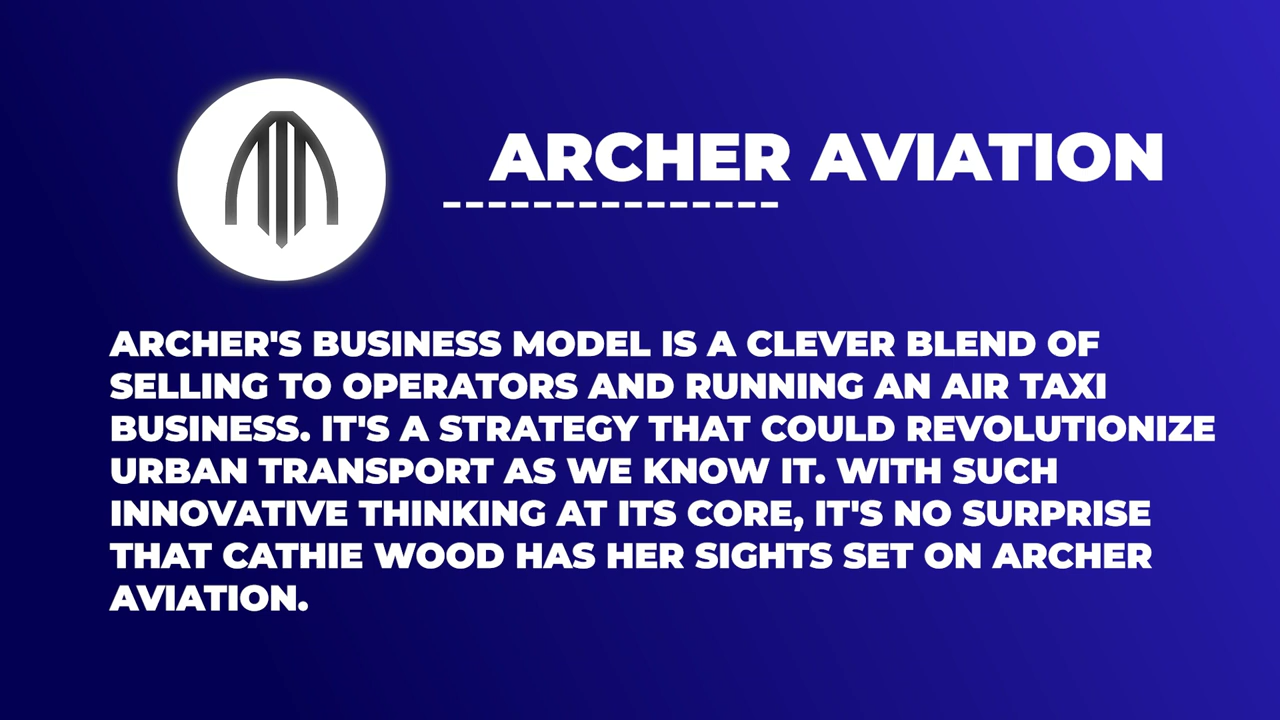 ARCHER AVIATION
ARCHER'S BUSINESS MODEL IS A CLEVER BLEND OF
SELLING TO OPERATORS AND RUNNING AN AIR TAXI
BUSINESS. IT'S A STRATEGY THAT COULD REVOLUTIONIZE
URBAN TRANSPORT AS WE KNOW IT. WITH SUCH
INNOVATIVE THINKING AT ITS CORE, IT'S NO SURPRISE
THAT CATHIE WOOD HAS HER SIGHTS SET ON ARCHER
AVIATION.